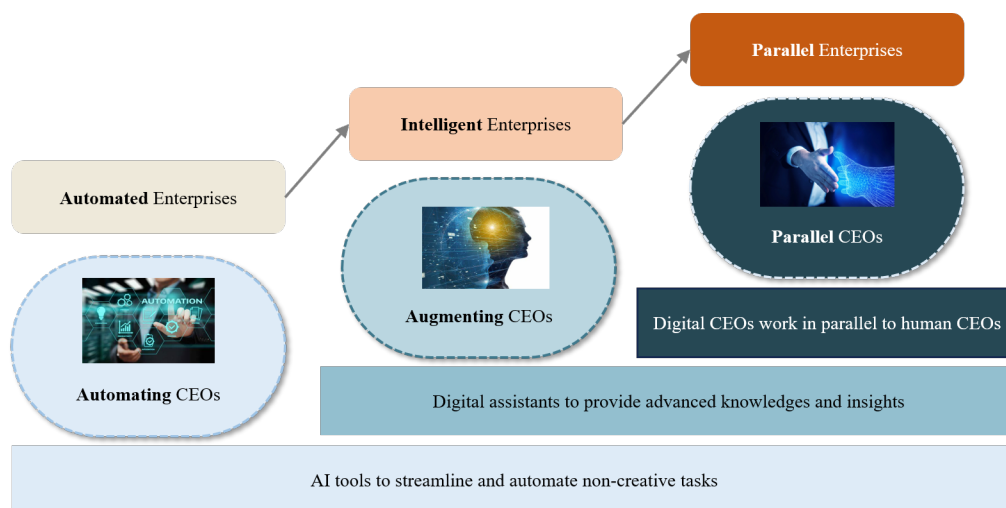 Parallel Enterprises
Intelligent Enterprises
Automated Enterprises
Parallel CEOs
AUTOMATION
Augmenting CEOs
Digital CEOs work in parallel to human CEOs
Automating CEOs
Digital assistants to provide advanced knowledges and insights
AI tools to streamline and automate non-creative tasks